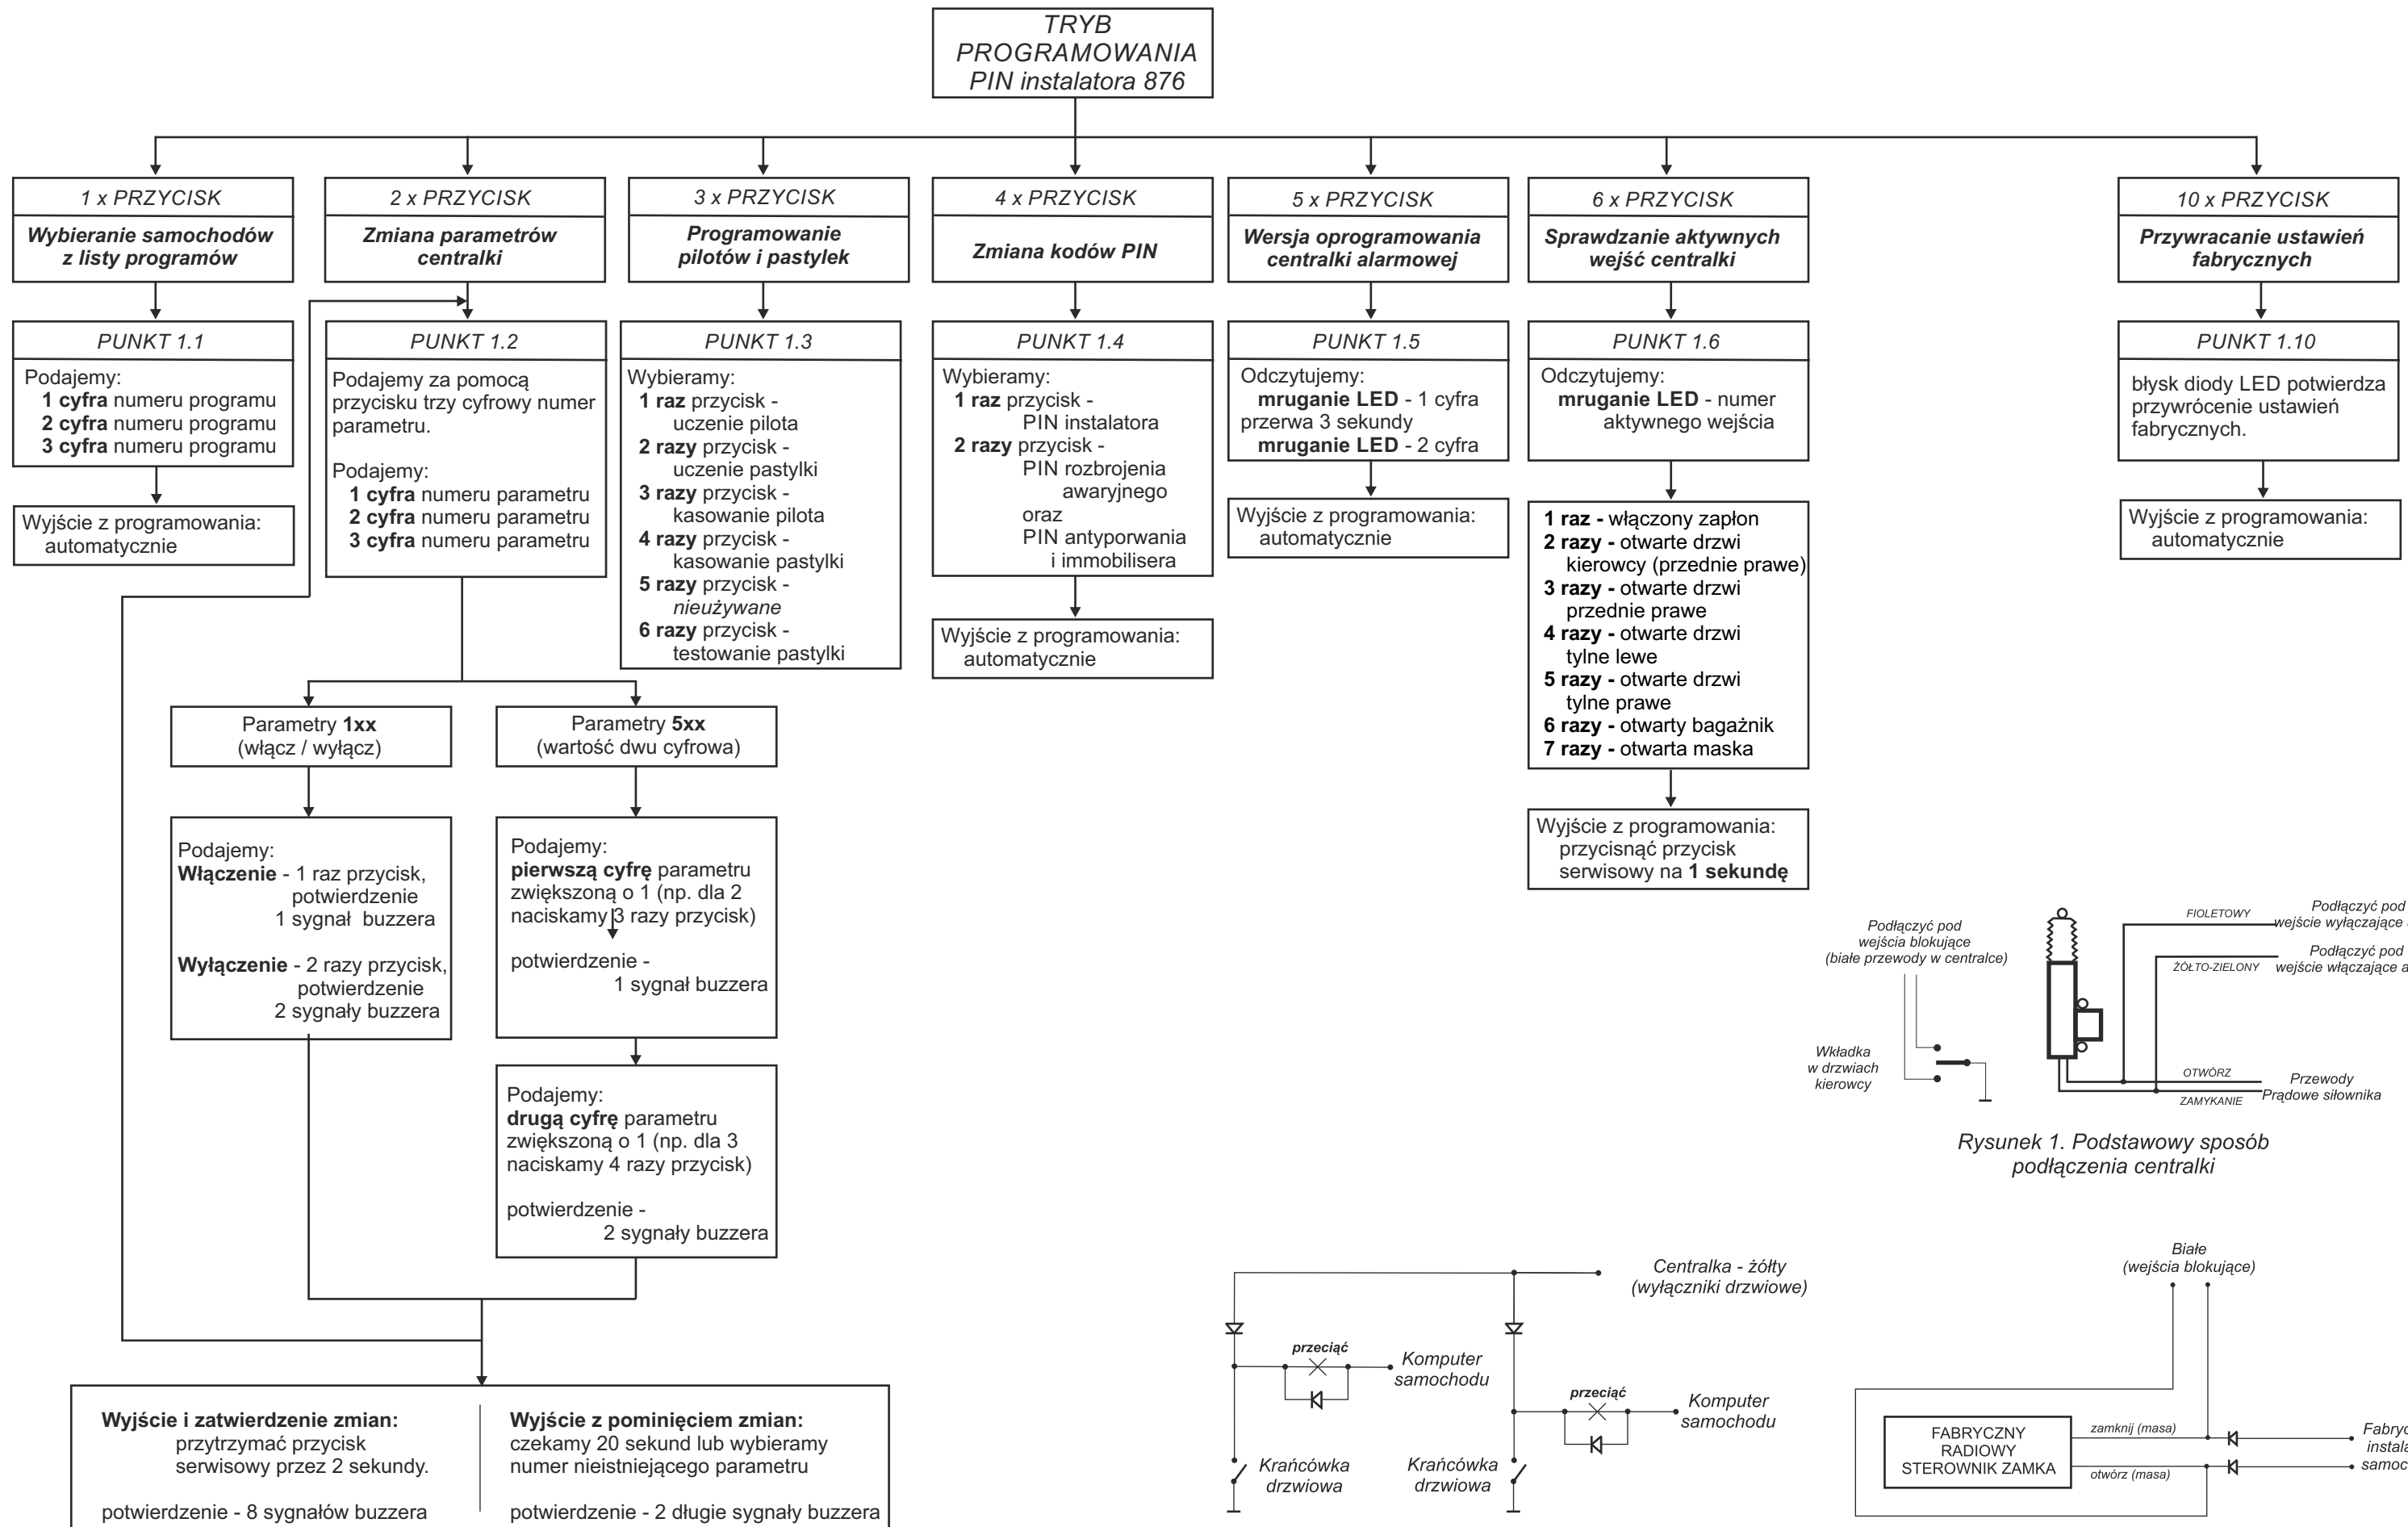 TRYB
PROGRAMOWANIA
PIN instalatora 876
1 x PRZYCISK
Wybieranie samochodów
z listy programów
PUNKT 1.1
Podajemy:
1 cyfra numeru programu
2 cyfra numeru programu
3 cyfra numeru programu
Wyjście z programowania:
automatycznie
2 x PRZYCISK
Zmiana parametrów
centralki
PUNKT 1.2
Podajemy za pomocą
przycisku trzy cyfrowy numer
parametru.
Podajemy:
1 cyfra numeru parametru
2 cyfra numeru parametru
3 cyfra numeru parametru
Parametry 1xx
(włącz / wyłącz)
Podajemy:
Włączenie - 1 raz przycisk,
potwierdzenie
1 sygnał buzzera
Wyłączenie - 2 razy przycisk,
potwierdzenie
2 sygnały buzzera
Parametry 5xx
(wartość dwu cyfrowa)
Podajemy:
pierwszą cyfrę parametru
zwiększoną o 1 (np. dla 2
naciskamy 3 razy przycisk)
potwierdzenie -
1 sygnał buzzera
Podajemy:
drugą cyfrę parametru
zwiększoną o 1 (np. dla 3
naciskamy 4 razy przycisk)
potwierdzenie -
2 sygnały buzzera
Wyjście i zatwierdzenie zmian:
przytrzymać przycisk
serwisowy przez 2 sekundy.
potwierdzenie - 8 sygnałów buzzera
Wyjście z pominięciem zmian:
czekamy 20 sekund lub wybieramy
numer nieistniejącego parametru
potwierdzenie - 2 długie sygnały buzzera
3 x PRZYCISK
Programowanie
pilotów i pastylek
PUNKT 1.3
Wybieramy:
1 raz przycisk -
uczenie pilota
2 razy przycisk -
uczenie pastylki
3 razy przycisk -
kasowanie pilota
4 razy przycisk -
kasowanie pastylki
5 razy przycisk -
nieużywane
6 razy przycisk -
testowanie pastylki
4 x PRZYCISK
Zmiana kodów PIN
PUNKT 1.4
Wybieramy:
1 raz przycisk -
PIN instalatora
2 razy przycisk -
PIN rozbrojenia
awaryjnego
oraz
PIN antyporwania
i immobilisera
Wyjście z programowania:
automatycznie
5 x PRZYCISK
Wersja oprogramowania
centralki alarmowej
PUNKT 1.5
Odczytujemy:
mruganie LED - 1 cyfra
przerwa 3 sekundy
mruganie LED - 2 cyfra
Wyjście z programowania:
automatycznie
6 x PRZYCISK
Sprawdzanie aktywnych
wejść centralki
PUNKT 1.6
Odczytujemy:
mruganie LED - numer
aktywnego wejścia
1 raz - włączony zapłon
2 razy - otwarte drzwi
kierowcy (przednie prawe)
3 razy - otwarte drzwi
przednie prawe
4 razy - otwarte drzwi
tylne lewe
5 razy - otwarte drzwi
tylne prawe
6 razy - otwarty bagażnik
7 razy - otwarta maska
Wyjście z programowania:
przycisnąć przycisk
serwisowy na 1 sekundę
10 x PRZYCISK
Przywracanie ustawień
fabrycznych
PUNKT 1.10
błysk diody LED potwierdza
przywrócenie ustawień
fabrycznych.
Wyjście z programowania:
automatycznie
Podłączyć pod
wejścia blokujące
(białe przewody w centralce)
Wkładka
w drzwiach
kierowcy
FIOLETOWY
Podłączyć pod
wejście wyłączające
ŻÓŁTO-ZIELONY
Podłączyć pod
wejście włączające
OTWÓRZ
ZAMYKANIE
Przewody
Prądowe siłownika
Rysunek 1. Podstawowy sposób
podłączenia centralki
Centralka - żółty
(wyłączniki drzwiowe)
przeciąć
Komputer
samochodu
przeciąć
Komputer
samochodu
Krańcówka
drzwiowa
Krańcówka
drzwiowa
Białe
(wejścia blokujące)
FABRYCZNY
RADIOWY
STEROWNIK ZAMKA
zamknij (masa)
otwórz (masa)